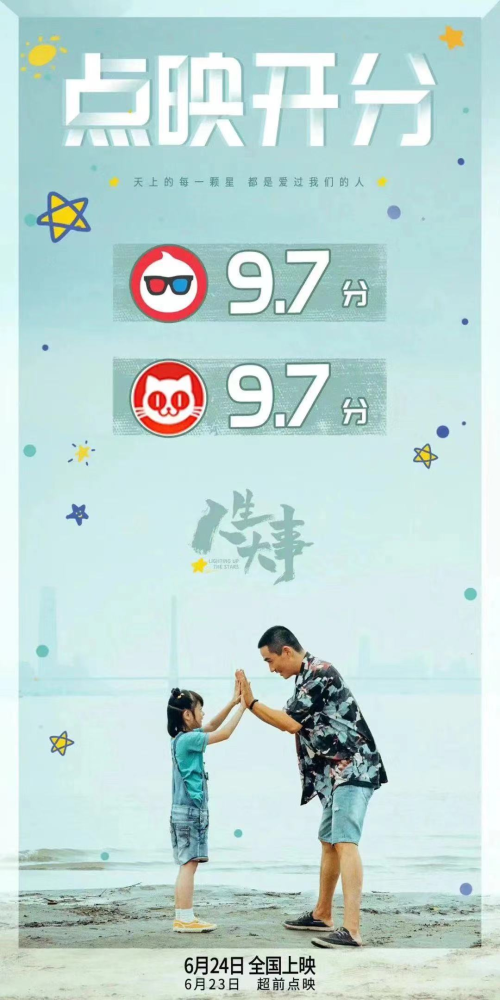 点映开分
天上的每一颗星 都是爱过我们的人
9.7分
9.7分
人生大事
LIGHTING UP
THE STARS
6月24日 全国上映
6月23日 超前点映